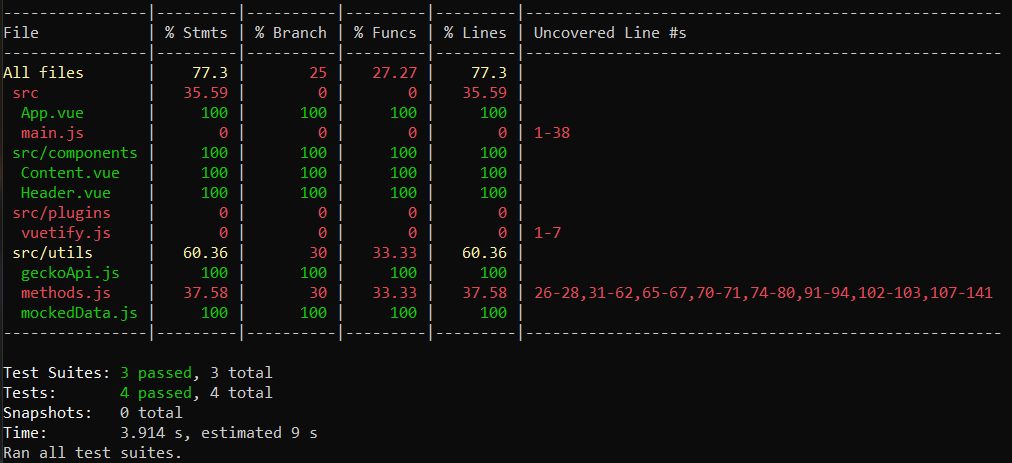 ---------------|---------|----------|---------|---------|----------------------------------------------------
File           | % Stmts | % Branch | % Funcs | % Lines | Uncovered Line #s
---------------|---------|----------|---------|---------|----------------------------------------------------
All files      |    77.3 |       25 |   27.27 |    77.3 |
 src           |   35.59 |        0 |       0 |   35.59 |
  App.vue      |     100 |      100 |     100 |     100 |
  main.js      |       0 |        0 |       0 |       0 | 1-38
 src/components |     100 |      100 |     100 |     100 |
  Content.vue  |     100 |      100 |     100 |     100 |
  Header.vue   |     100 |      100 |     100 |     100 |
 src/plugins   |       0 |        0 |       0 |       0 |
  vuetify.js   |       0 |        0 |       0 |       0 | 1-7
 src/utils     |   60.36 |       30 |   33.33 |   60.36 |
  geckoApi.js  |     100 |      100 |     100 |     100 |
  methods.js   |   37.58 |       30 |   33.33 |   37.58 | 26-28,31-62,65-67,70-71,74-80,91-94,102-103,107-141
  mockedData.js |     100 |      100 |     100 |     100 |
---------------|---------|----------|---------|---------|----------------------------------------------------
Test Suites: 3 passed, 3 total
Tests:       4 passed, 4 total
Snapshots:   0 total
Time:        3.914 s, estimated 9 s
Ran all test suites.